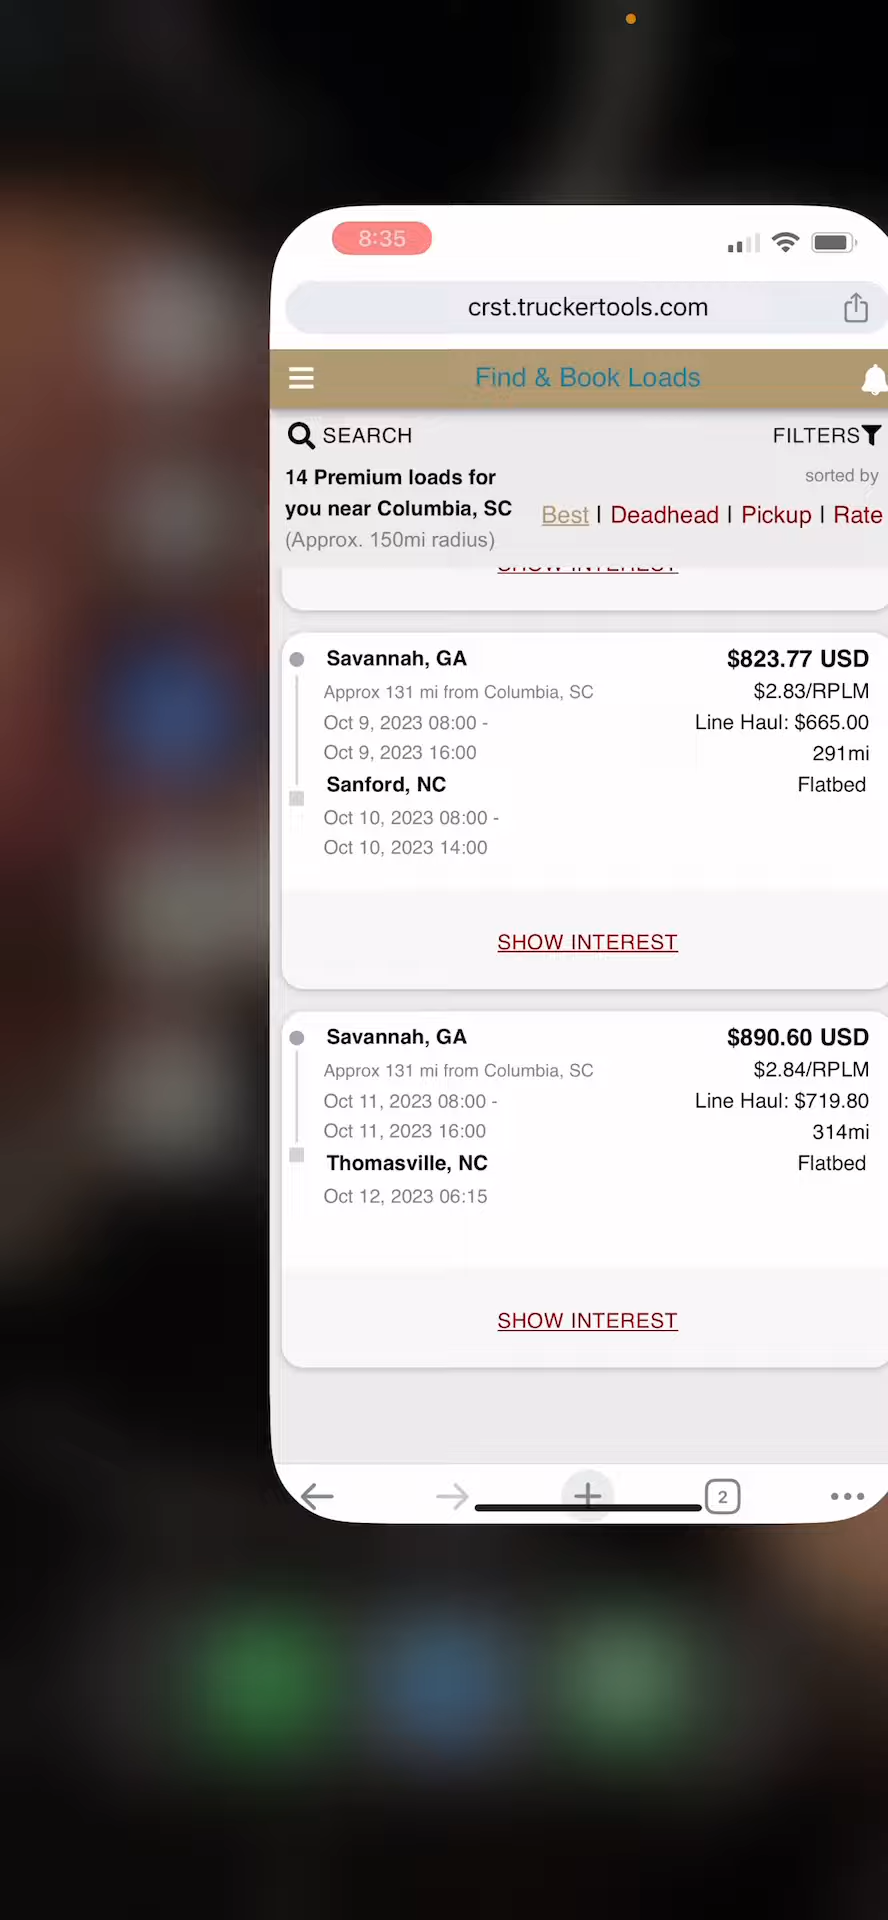 8:35
crst.truckertools.com
Find & Book Loads
SEARCH
FILTERS
14 Premium loads for
you near Columbia, SC
(Approx. 150mi radius)
sorted by
Best | Deadhead | Pickup | Rate
SHOW INTEREST
Savannah, GA
$823.77 USD
Approx 131 mi from Columbia, SC
$2.83/RPLM
Oct 9, 2023 08:00 -
Line Haul: $665.00
Oct 9, 2023 16:00
291mi
Sanford, NC
Flatbed
Oct 10, 2023 08:00 -
Oct 10, 2023 14:00
SHOW INTEREST
Savannah, GA
$890.60 USD
Approx 131 mi from Columbia, SC
$2.84/RPLM
Oct 11, 2023 08:00 -
Line Haul: $719.80
Oct 11, 2023 16:00
314mi
Thomasville, NC
Flatbed
Oct 12, 2023 06:15
SHOW INTEREST
2